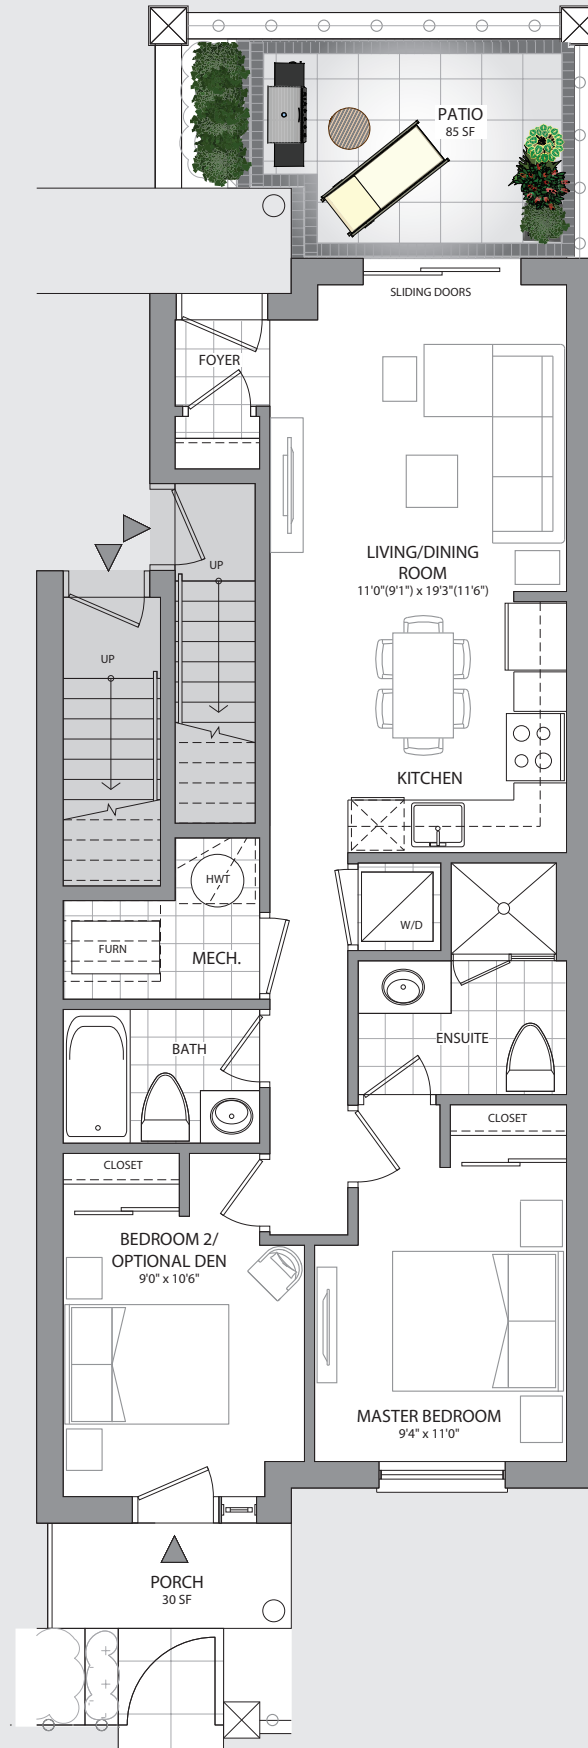 PATIO
85 SF
SLIDING DOORS
FOYER
LIVING/DINING
ROOM
11'0"(9'1") x 19'3"(11'6")
UP
UP
KITCHEN
HWT
W/D
FURN
MECH.
ENSUITE
BATH
CLOSET
CLOSET
BEDROOM 2/
OPTIONAL DEN
9'0" x 10'6"
MASTER BEDROOM
9'4" x 11'0"
PORCH
30 SF